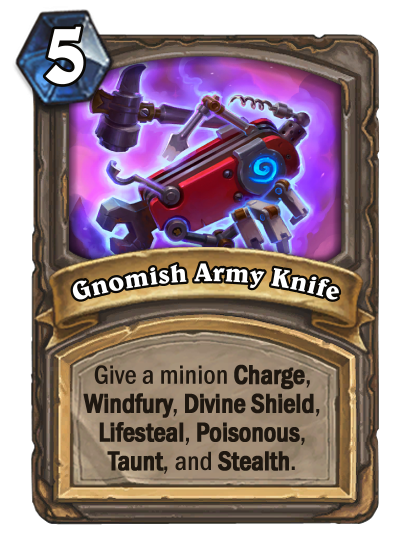 5
Gnomish Army Knife
Give a minion Charge,
Windfury, Divine Shield,
Lifesteal, Poisonous,
Taunt, and Stealth.